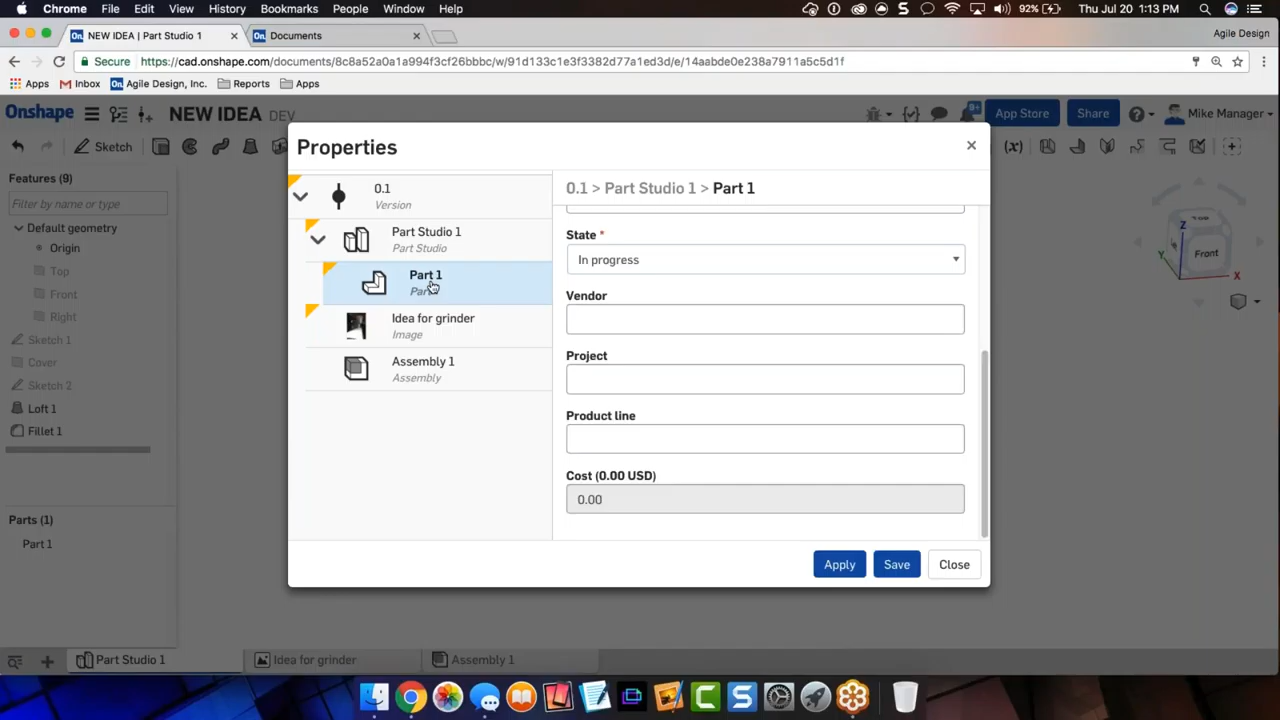 Chrome File Edit View History Bookmarks People Window Help 92% Thu Jul 20 1:13 PM Agile Design
NEW IDEA | Part Studio 1 Documents Agile Design
Secure https://cad.onshape.com/documents/8c8a52a0a1a994f3cf26bbbc/w/91d133c1e3f3382d77a1ed3d/e/14aabde0e238a7911a5c5d1f
Apps Inbox Agile Design, Inc. Reports Apps
Onshape NEW IDEA DEV App Store Share Mike Manager
Sketch (x)
Properties
Features (9)
Filter by name or type
Default geometry
Origin
Top
Front
Right
Sketch 1
Cover
Sketch 2
Loft 1
Fillet 1
Parts (1)
Part 1
0.1
Version
Part Studio 1
Part Studio
Part 1
Idea for grinder
Image
Assembly 1
Assembly
0.1 > Part Studio 1 > Part 1
State *
In progress
Vendor
Project
Product line
Cost (0.00 USD)
0.00
Apply Save Close
Z
Y
Front
X
Part Studio 1 Idea for grinder Assembly 1